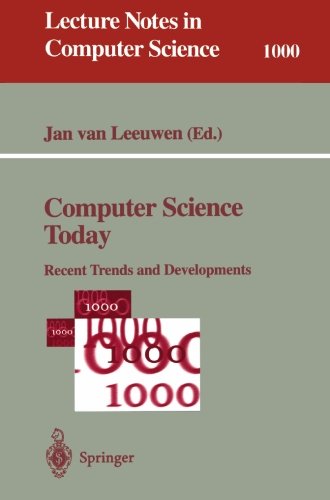 Lecture Notes in
Computer Science 1000
Jan van Leeuwen (Ed.)
Computer Science
Today
Recent Trends and Developments
1000
1000
1000
1000
1000
Springer